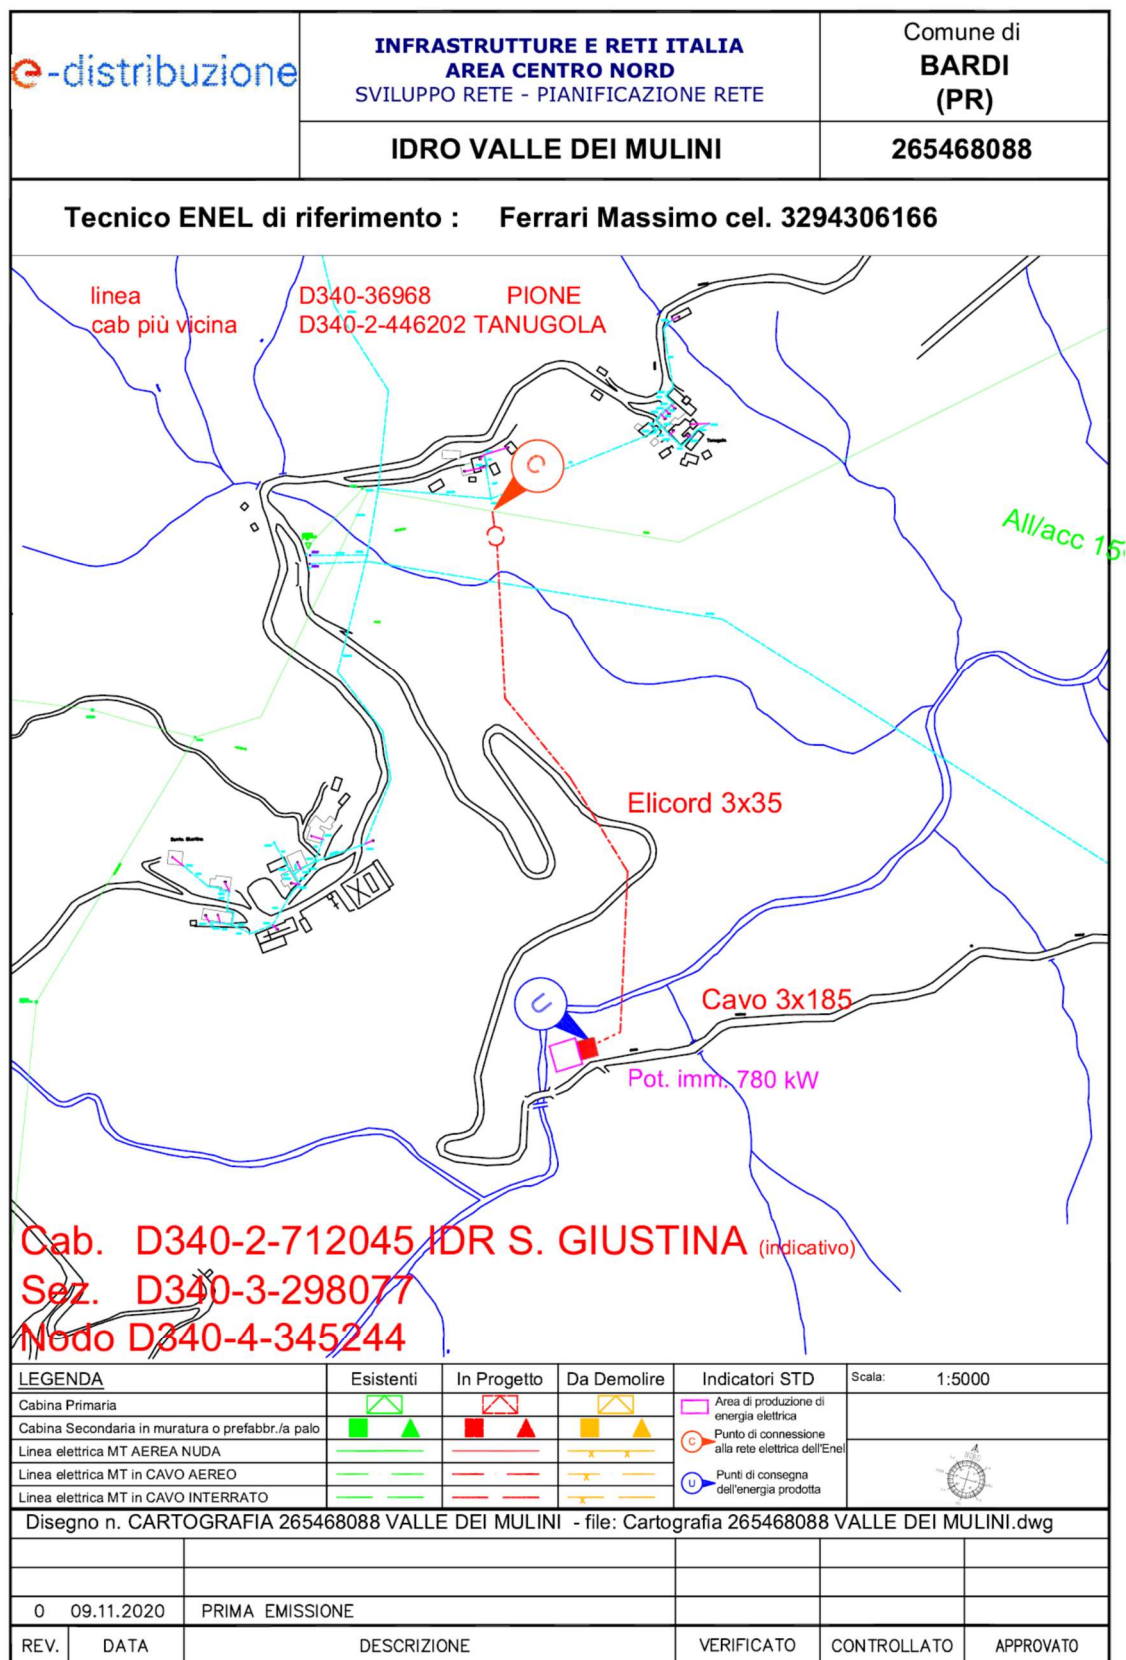 e-distribuzione
INFRASTRUTTURE E RETI ITALIA
AREA CENTRO NORD
SVILUPPO RETE - PIANIFICAZIONE RETE
Comune di
BARDI
(PR)
IDRO VALLE DEI MULINI
265468088
Tecnico ENEL di riferimento : Ferrari Massimo cel. 3294306166
linea D340-36968 PIONE
cab più vicina D340-2-446202 TANUGOLA
Tanugola
C
All/acc 15
Elicord 3x35
Santa Giustina
U
Cavo 3x185
Pot. imm. 780 kW
Cab. D340-2-712045 IDR S. GIUSTINA (indicativo)
Sez. D340-3-298077
Nodo D340-4-345244
LEGENDA
Esistenti
In Progetto
Da Demolire
Indicatori STD
Scala: 1:5000
Cabina Primaria
Cabina Secondaria in muratura o prefabbr./a palo
Linea elettrica MT AEREA NUDA
Linea elettrica MT in CAVO AEREO
Linea elettrica MT in CAVO INTERRATO
Area di produzione di
energia elettrica
C
Punto di connessione
alla rete elettrica dell'Enel
U
Punti di consegna
dell'energia prodotta
Disegno n. CARTOGRAFIA 265468088 VALLE DEI MULINI - file: Cartografia 265468088 VALLE DEI MULINI.dwg
0 09.11.2020 PRIMA EMISSIONE
REV. DATA DESCRIZIONE VERIFICATO CONTROLLATO APPROVATO